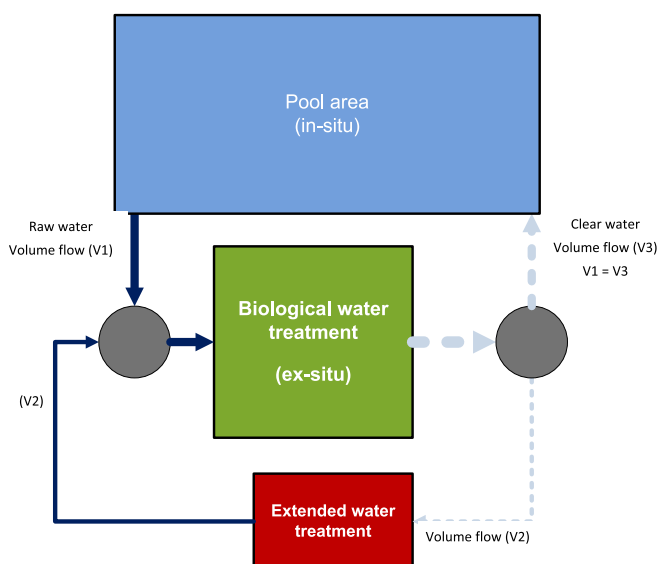 Pool area
(in-situ)
Raw water
Volume flow (V1)
Clear water
Volume flow (V3)
V1 = V3
Biological water
treatment
(ex-situ)
(V2)
Extended water
treatment
Volume flow (V2)